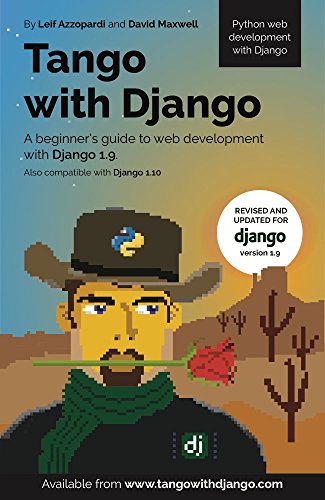 By Leif Azzopardi and David Maxwell
Python web
development
with Django
Tango
with Django
A beginner's guide to web development
with Django 1.9.
Also compatible with Django 1.10
REVISED AND
UPDATED FOR
django
version 1.9
dj
Available from www.tangowithdjango.com